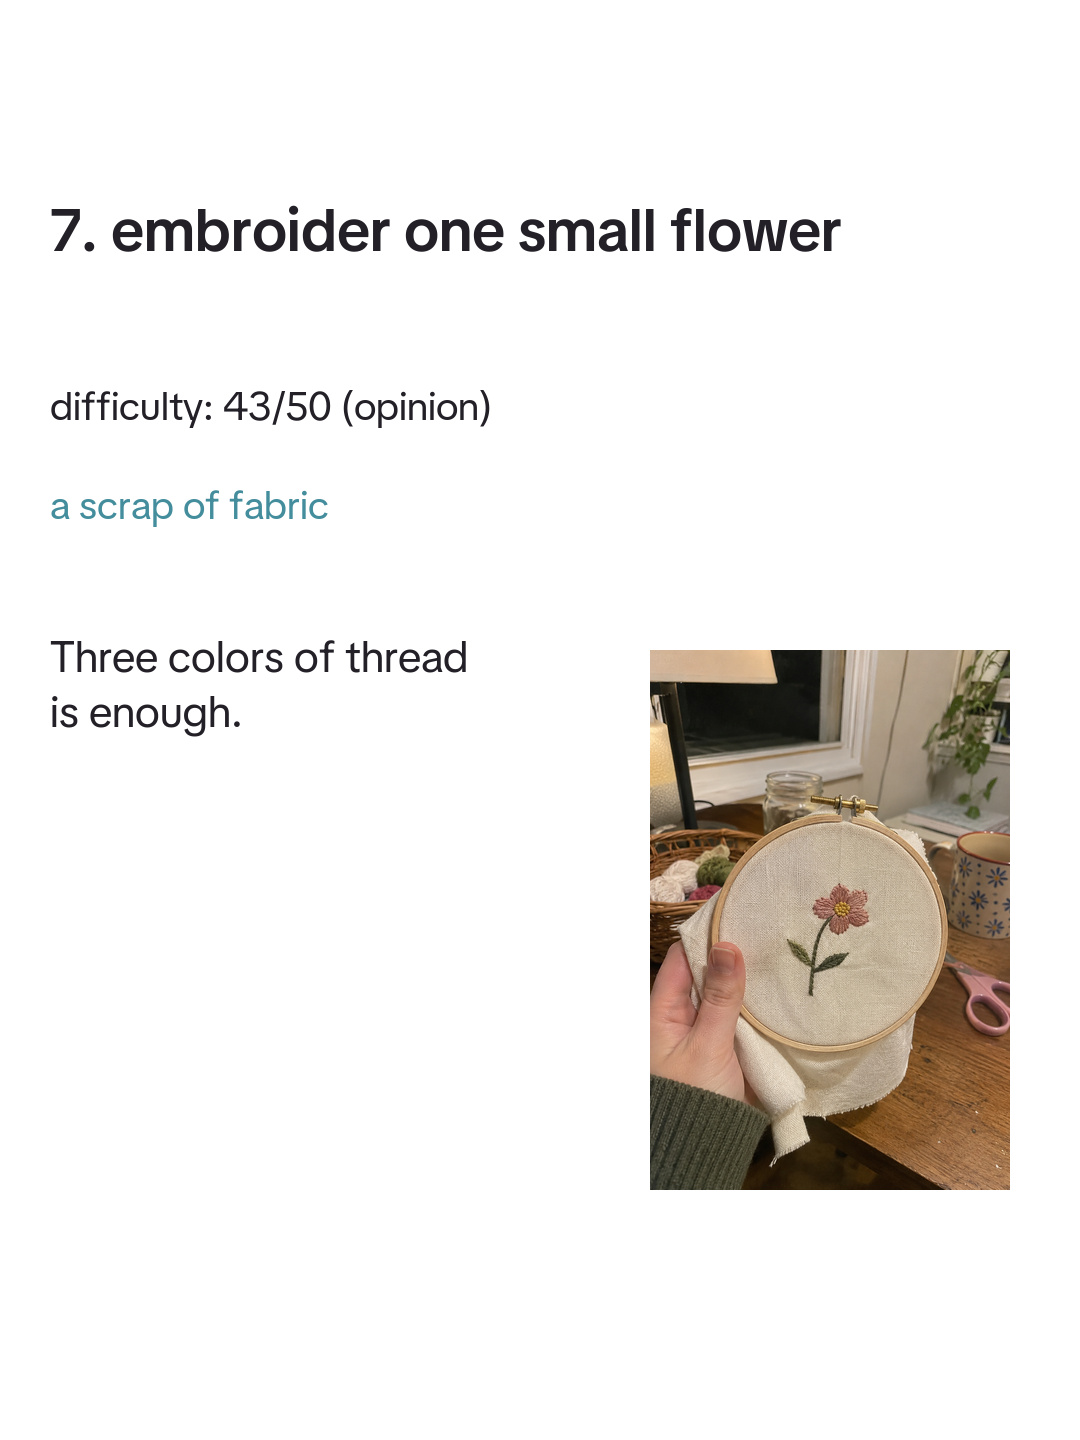 7. embroider one small flower
difficulty: 43/50 (opinion)
a scrap of fabric
Three colors of thread
is enough.